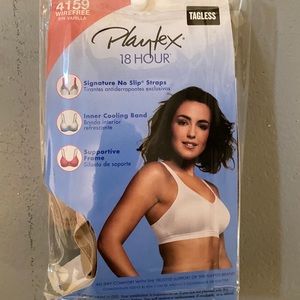 4159
WIREFREE
TAGLESS
Playtex®
18 HOUR
Signature No Slip® Straps
Tirantes antiderrapantes exclusivos
Inner Cooling Band
Banda interior
refrescante
Supportive
Frame
Silueta de soporte